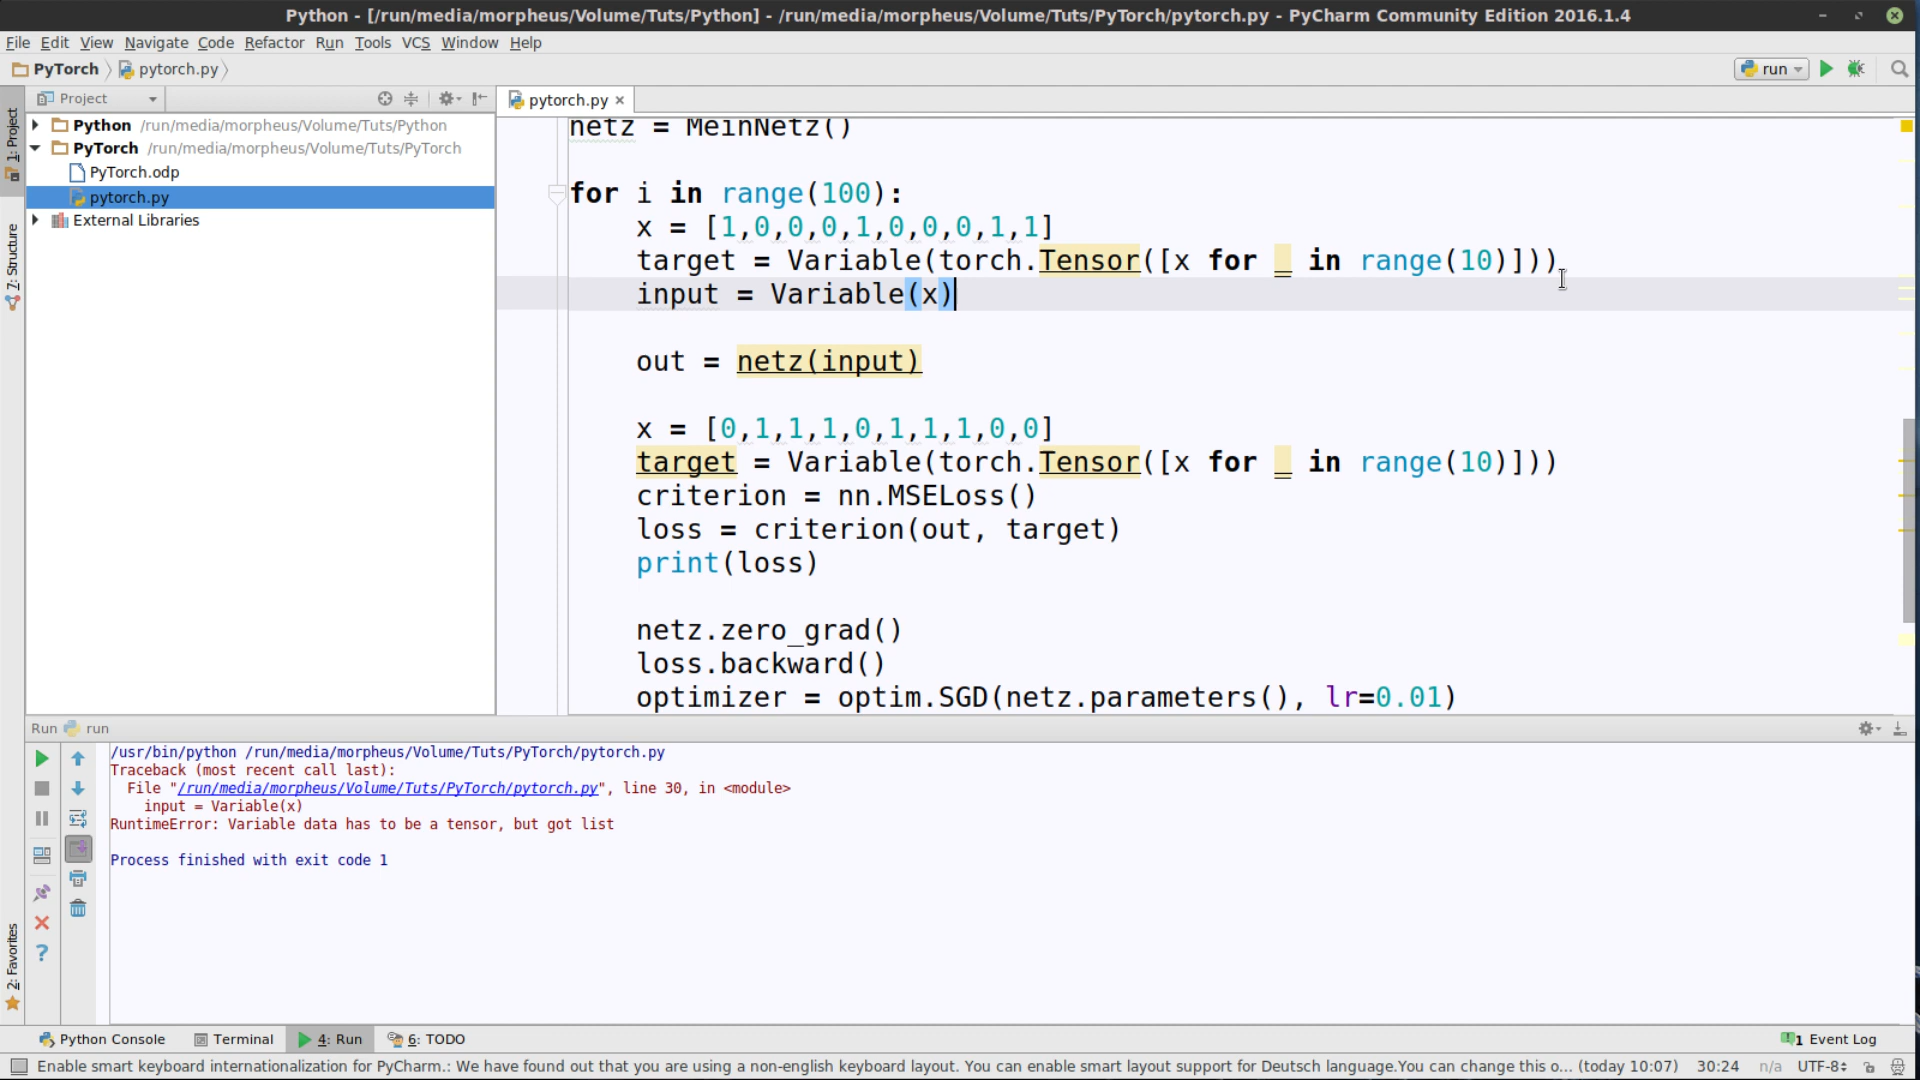 Python - [/run/media/morpheus/Volume/Tuts/Python] - /run/media/morpheus/Volume/Tuts/PyTorch/pytorch.py - PyCharm Community Edition 2016.1.4
File Edit View Navigate Code Refactor Run Tools VCS Window Help
PyTorch pytorch.py
run
Project
pytorch.py
1: Project
7: Structure
2: Favorites
Python /run/media/morpheus/Volume/Tuts/Python
PyTorch /run/media/morpheus/Volume/Tuts/PyTorch
PyTorch.odp
pytorch.py
External Libraries
netz = MeinNetz()
for i in range(100):
x = [1,0,0,0,1,0,0,0,1,1]
target = Variable(torch.Tensor([x for _ in range(10)]))
input = Variable(x)
out = netz(input)
x = [0,1,1,1,0,1,1,1,0,0]
target = Variable(torch.Tensor([x for _ in range(10)]))
criterion = nn.MSELoss()
loss = criterion(out, target)
print(loss)
netz.zero_grad()
loss.backward()
optimizer = optim.SGD(netz.parameters(), lr=0.01)
Run run
/usr/bin/python /run/media/morpheus/Volume/Tuts/PyTorch/pytorch.py
Traceback (most recent call last):
File "/run/media/morpheus/Volume/Tuts/PyTorch/pytorch.py", line 30, in <module>
input = Variable(x)
RuntimeError: Variable data has to be a tensor, but got list
Process finished with exit code 1
Python Console Terminal 4: Run 6: TODO 1 Event Log
Enable smart keyboard internationalization for PyCharm.: We have found out that you are using a non-english keyboard layout. You can enable smart layout support for Deutsch language.You can change this o... (today 10:07) 30:24 n/a UTF-8